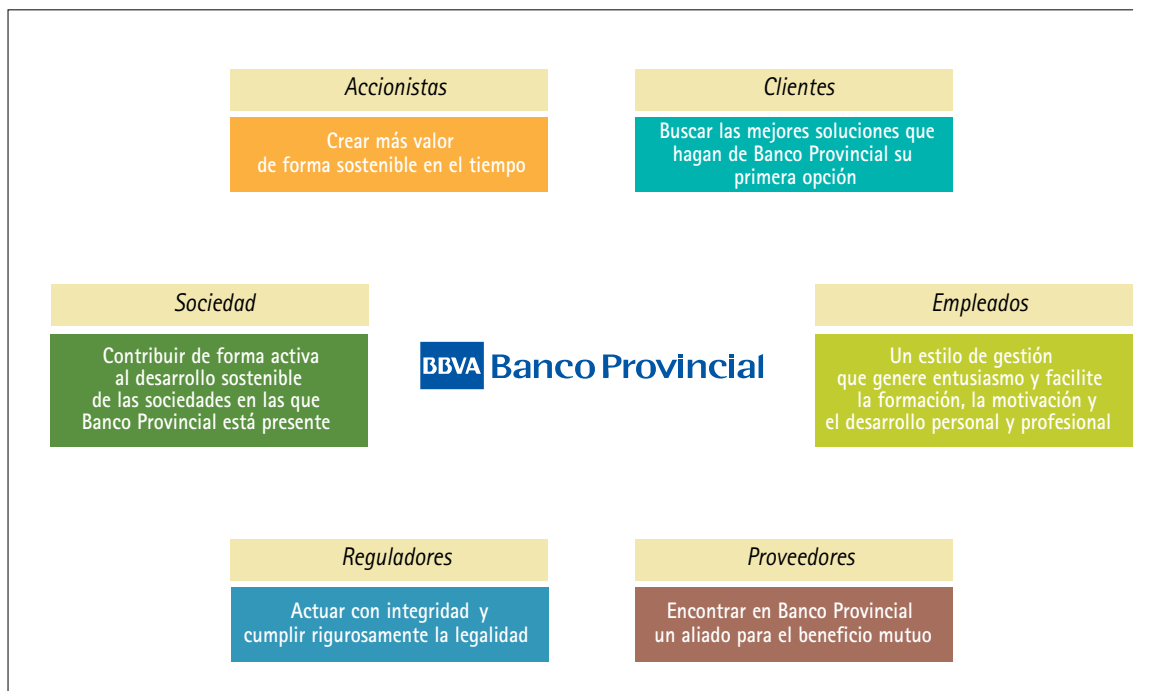 Accionistas
Crear más valor
de forma sostenible en el tiempo
Clientes
Buscar las mejores soluciones que
hagan de Banco Provincial su
primera opción
Sociedad
Contribuir de forma activa
al desarrollo sostenible
de las sociedades en las que
Banco Provincial está presente
BBVA Banco Provincial
Empleados
Un estilo de gestión
que genere entusiasmo y facilite
la formación, la motivación y
el desarrollo personal y profesional
Reguladores
Actuar con integridad y
cumplir rigurosamente la legalidad
Proveedores
Encontrar en Banco Provincial
un aliado para el beneficio mutuo